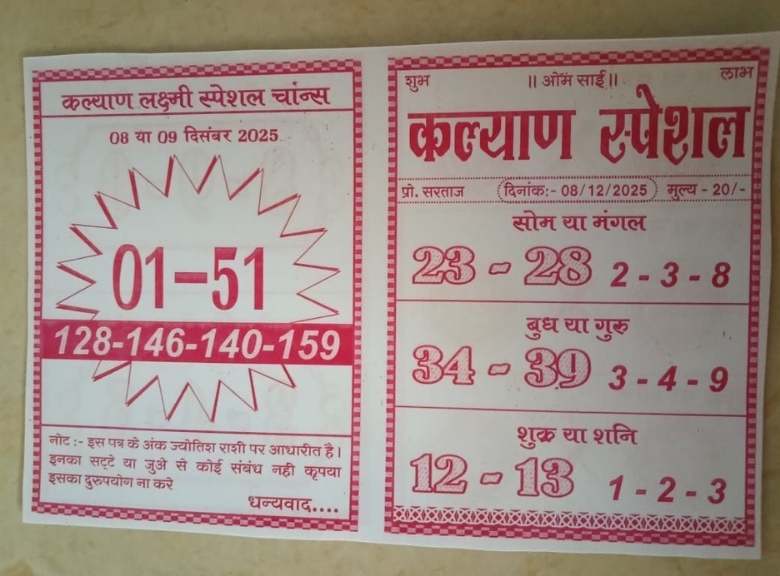 कल्याण लक्ष्मी स्पेशल चांन्स
08 या 09 दिसंबर 2025
01-51
128-146-140-159
नोट :- इस पत्र के अंक ज्योतिश राशी पर आधारीत है।
इनका सट्टे या जुअे से कोई संबंध नही कृपया
इसका दुरुपयोग ना करे
धन्यवाद....
शुभ ॥ ओम साई ॥ लाभ
कल्याण स्पेशल
प्रो. सरताज दिनांक:- 08/12/2025 मुल्य - 20/-
सोम या मंगल
23 - 28 2 - 3 - 8
बुध या गुरु
34 - 39 3 - 4 - 9
शुक्र या शनि
12 - 13 1 - 2 - 3